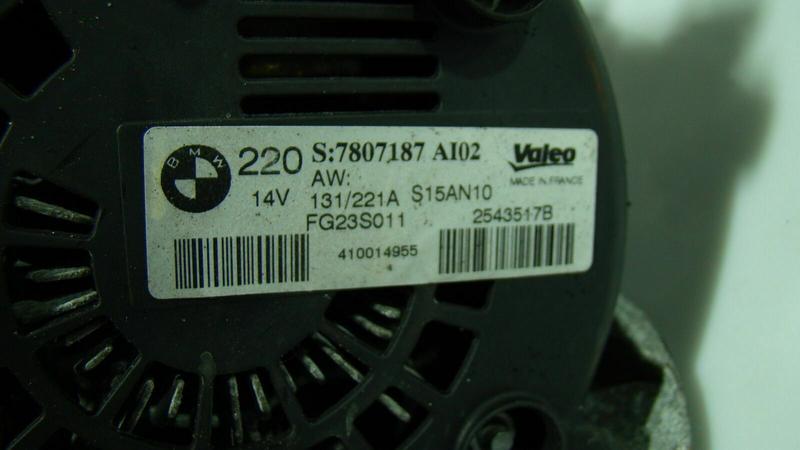 BMW 220 S:7807187 AI02 Valeo
AW: MADE IN FRANCE
14V 131/221A S15AN10
FG23S011 2543517B
410014955